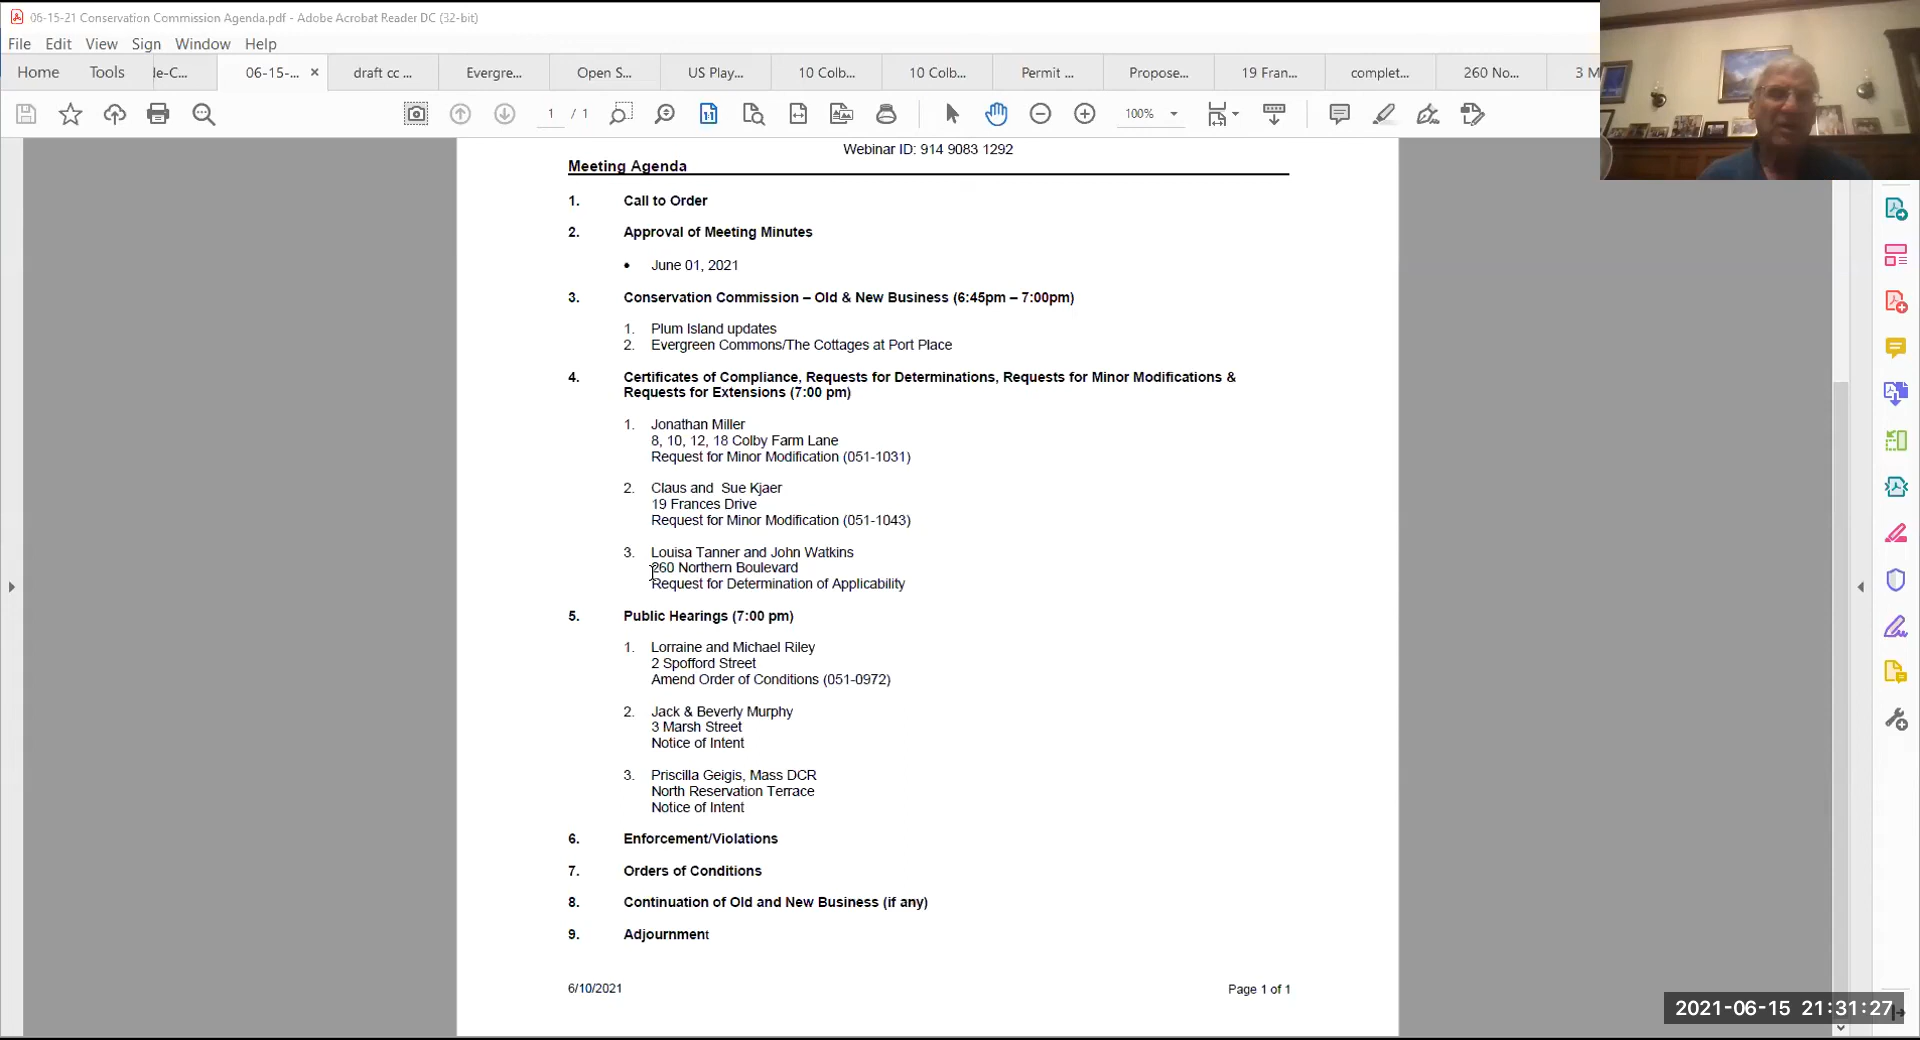 06-15-21 Conservation Commission Agenda.pdf - Adobe Acrobat Reader DC (32-bit)
File Edit View Sign Window Help
Home Tools le-C... 06-15-... × draft cc ... Evergre... Open S... US Play... 10 Colb... 10 Colb... Permit ... Propose... 19 Fran... complet... 260 No... 3 M
1 / 1 100%
Webinar ID: 914 9083 1292
Meeting Agenda
1. Call to Order
2. Approval of Meeting Minutes
• June 01, 2021
3. Conservation Commission – Old & New Business (6:45pm – 7:00pm)
1. Plum Island updates
2. Evergreen Commons/The Cottages at Port Place
4. Certificates of Compliance, Requests for Determinations, Requests for Minor Modifications &
Requests for Extensions (7:00 pm)
1. Jonathan Miller
8, 10, 12, 18 Colby Farm Lane
Request for Minor Modification (051-1031)
2. Claus and Sue Kjaer
19 Frances Drive
Request for Minor Modification (051-1043)
3. Louisa Tanner and John Watkins
260 Northern Boulevard
Request for Determination of Applicability
5. Public Hearings (7:00 pm)
1. Lorraine and Michael Riley
2 Spofford Street
Amend Order of Conditions (051-0972)
2. Jack & Beverly Murphy
3 Marsh Street
Notice of Intent
3. Priscilla Geigis, Mass DCR
North Reservation Terrace
Notice of Intent
6. Enforcement/Violations
7. Orders of Conditions
8. Continuation of Old and New Business (if any)
9. Adjournment
6/10/2021 Page 1 of 1
2021-06-15 21:31:27